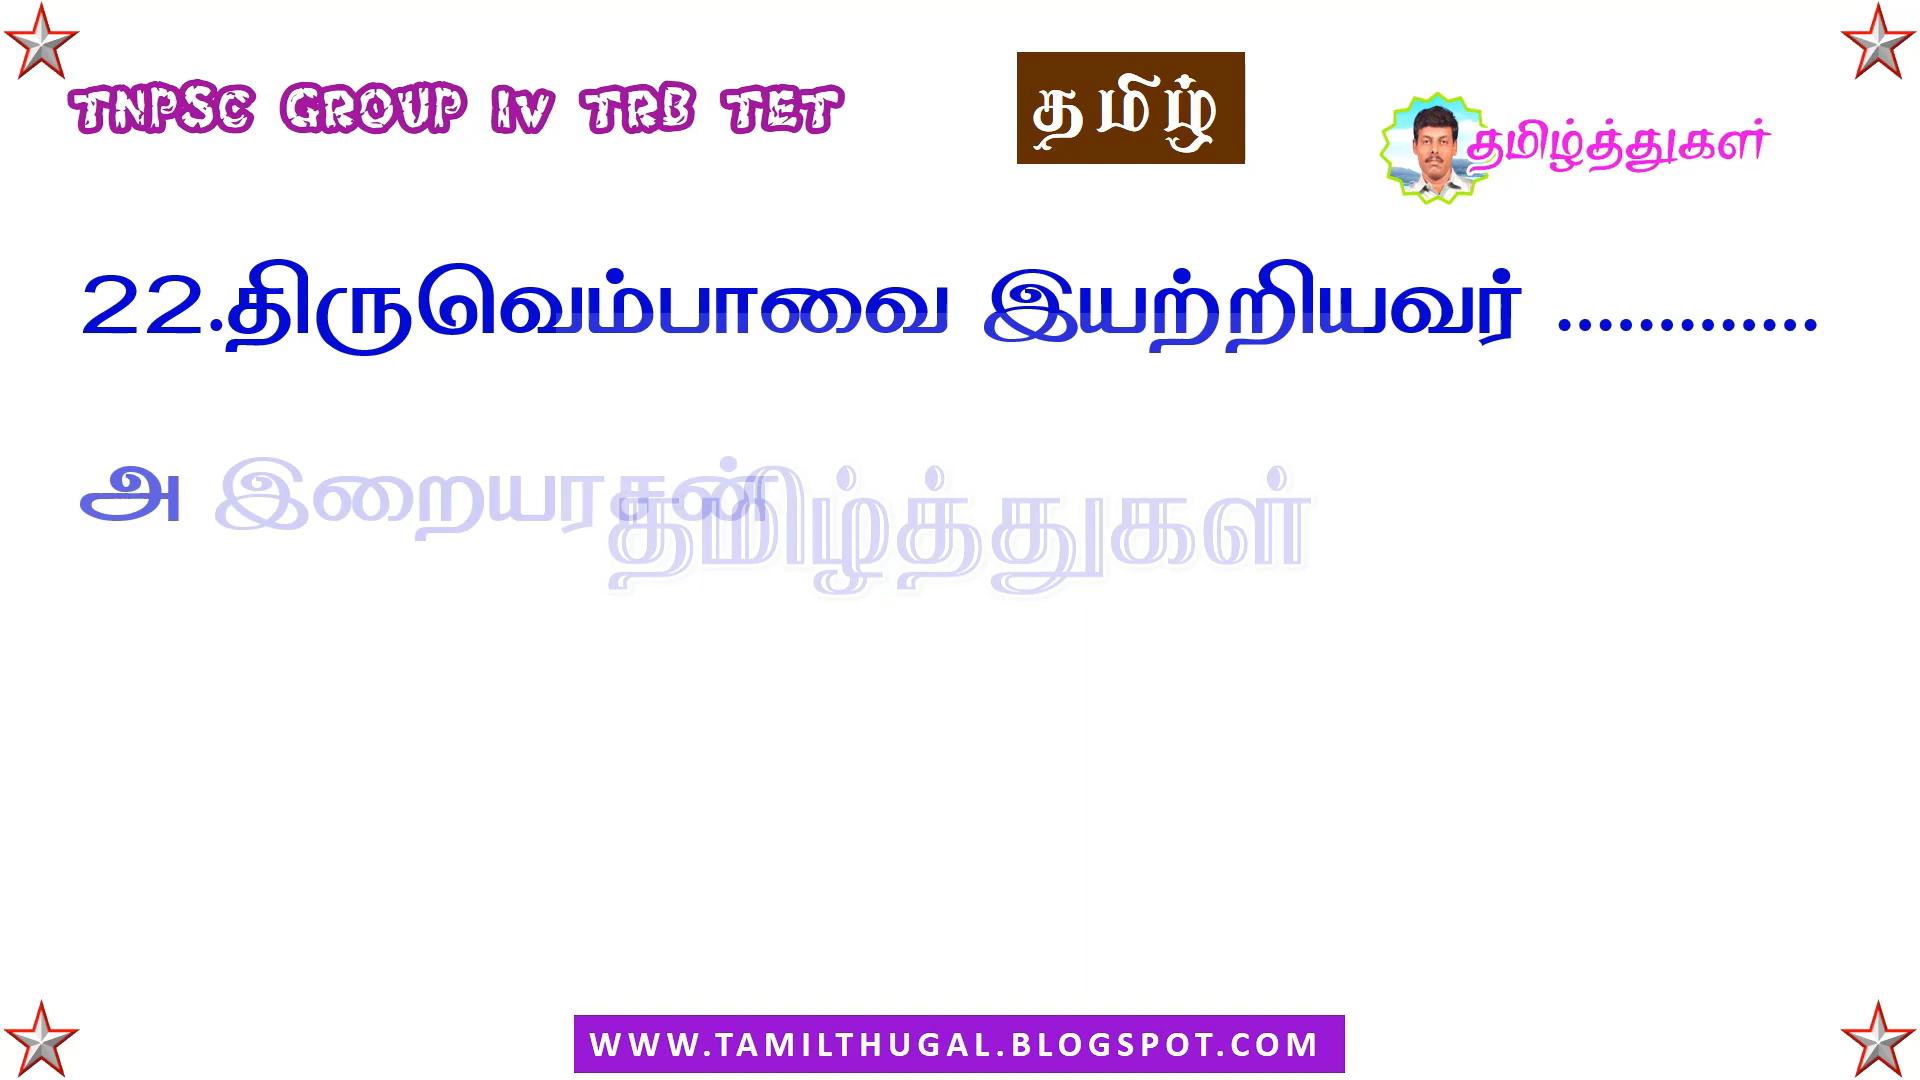 TNPSC GROUP IV TRB TET
தமிழ்
தமிழ்த்துகள்
22.திருவெம்பாவை இயற்றியவர் .............
அ இறையரசன்
தமிழ்த்துகள்
WWW.TAMILTHUGAL.BLOGSPOT.COM